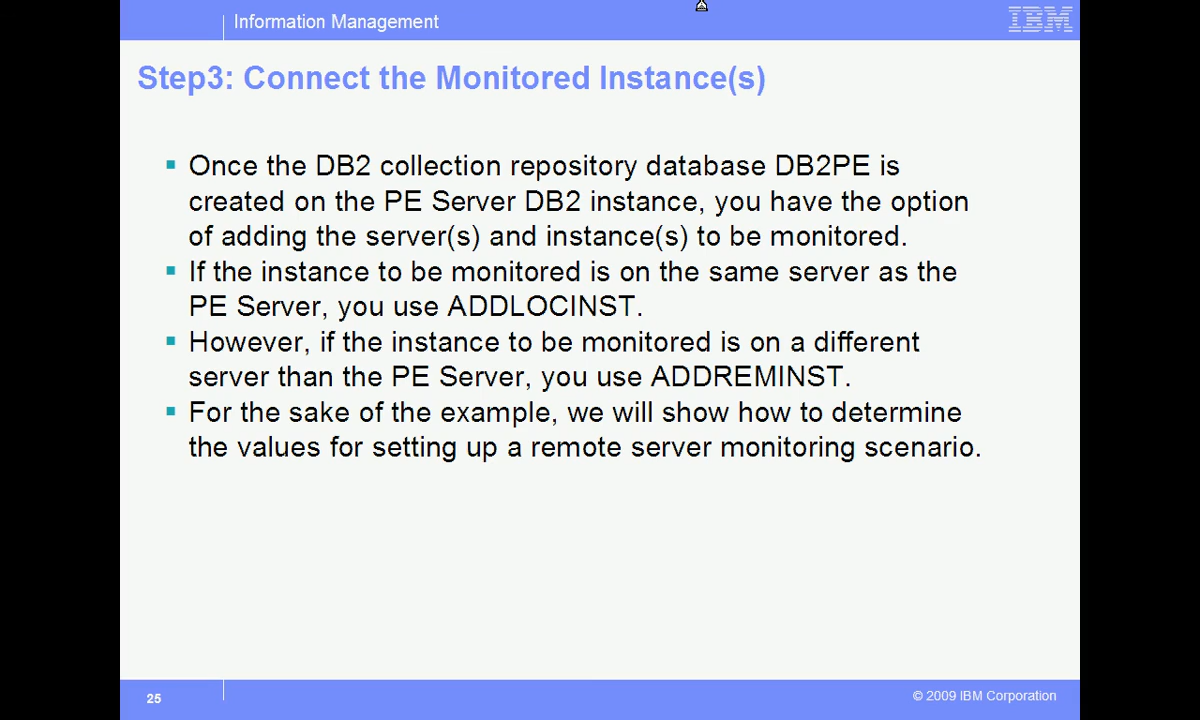 Information Management
IBM
Step3: Connect the Monitored Instance(s)
Once the DB2 collection repository database DB2PE is
created on the PE Server DB2 instance, you have the option
of adding the server(s) and instance(s) to be monitored.
If the instance to be monitored is on the same server as the
PE Server, you use ADDLOCINST.
However, if the instance to be monitored is on a different
server than the PE Server, you use ADDREMINST.
For the sake of the example, we will show how to determine
the values for setting up a remote server monitoring scenario.
25
© 2009 IBM Corporation